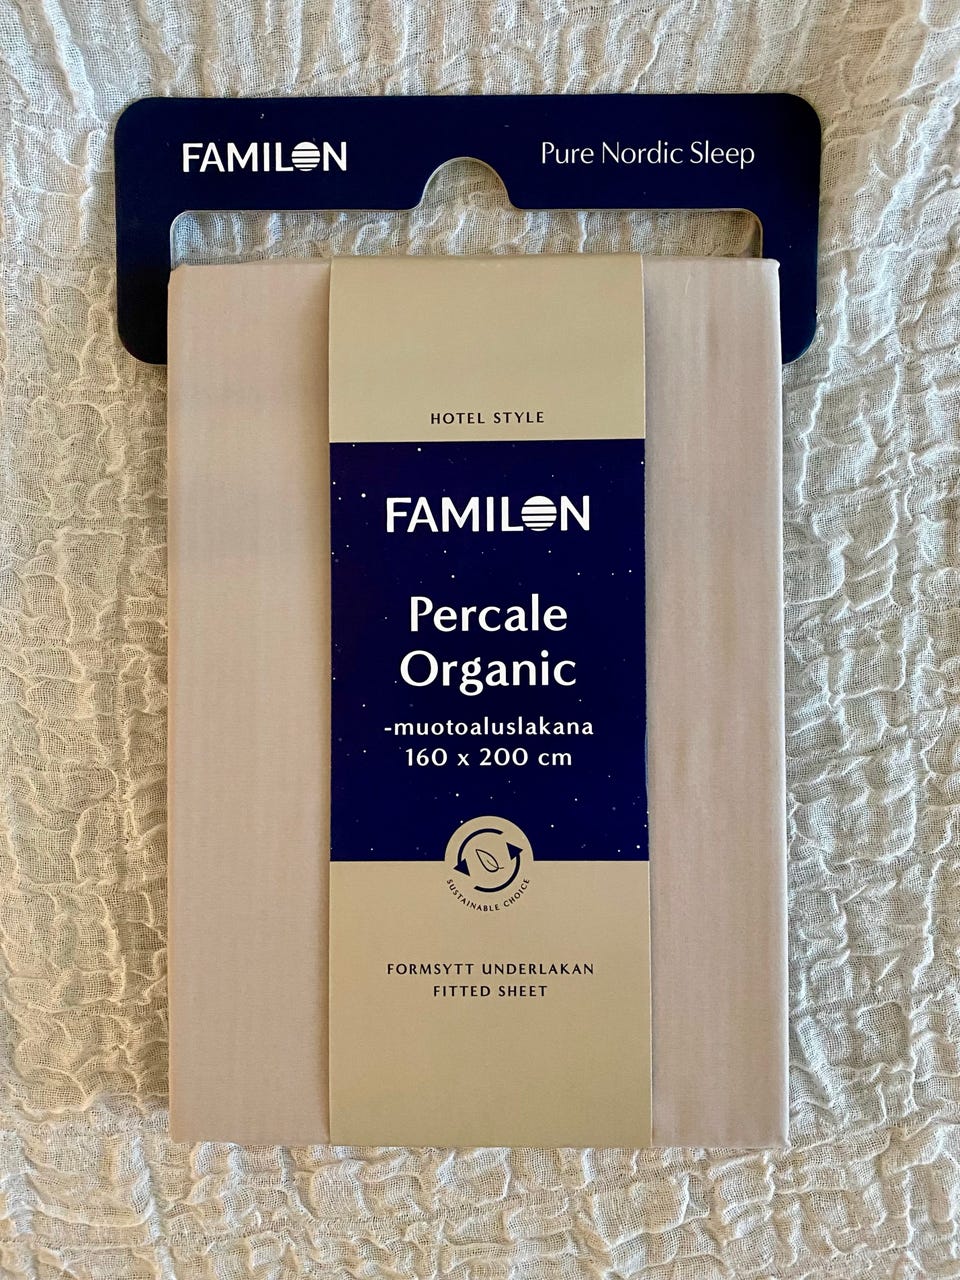 FAMILON
Pure Nordic Sleep
HOTEL STYLE
FAMILON
Percale
Organic
-muotoaluslakana
160 x 200 cm
SUSTAINABLE CHOICE
FORMSYTT UNDERLAKAN
FITTED SHEET